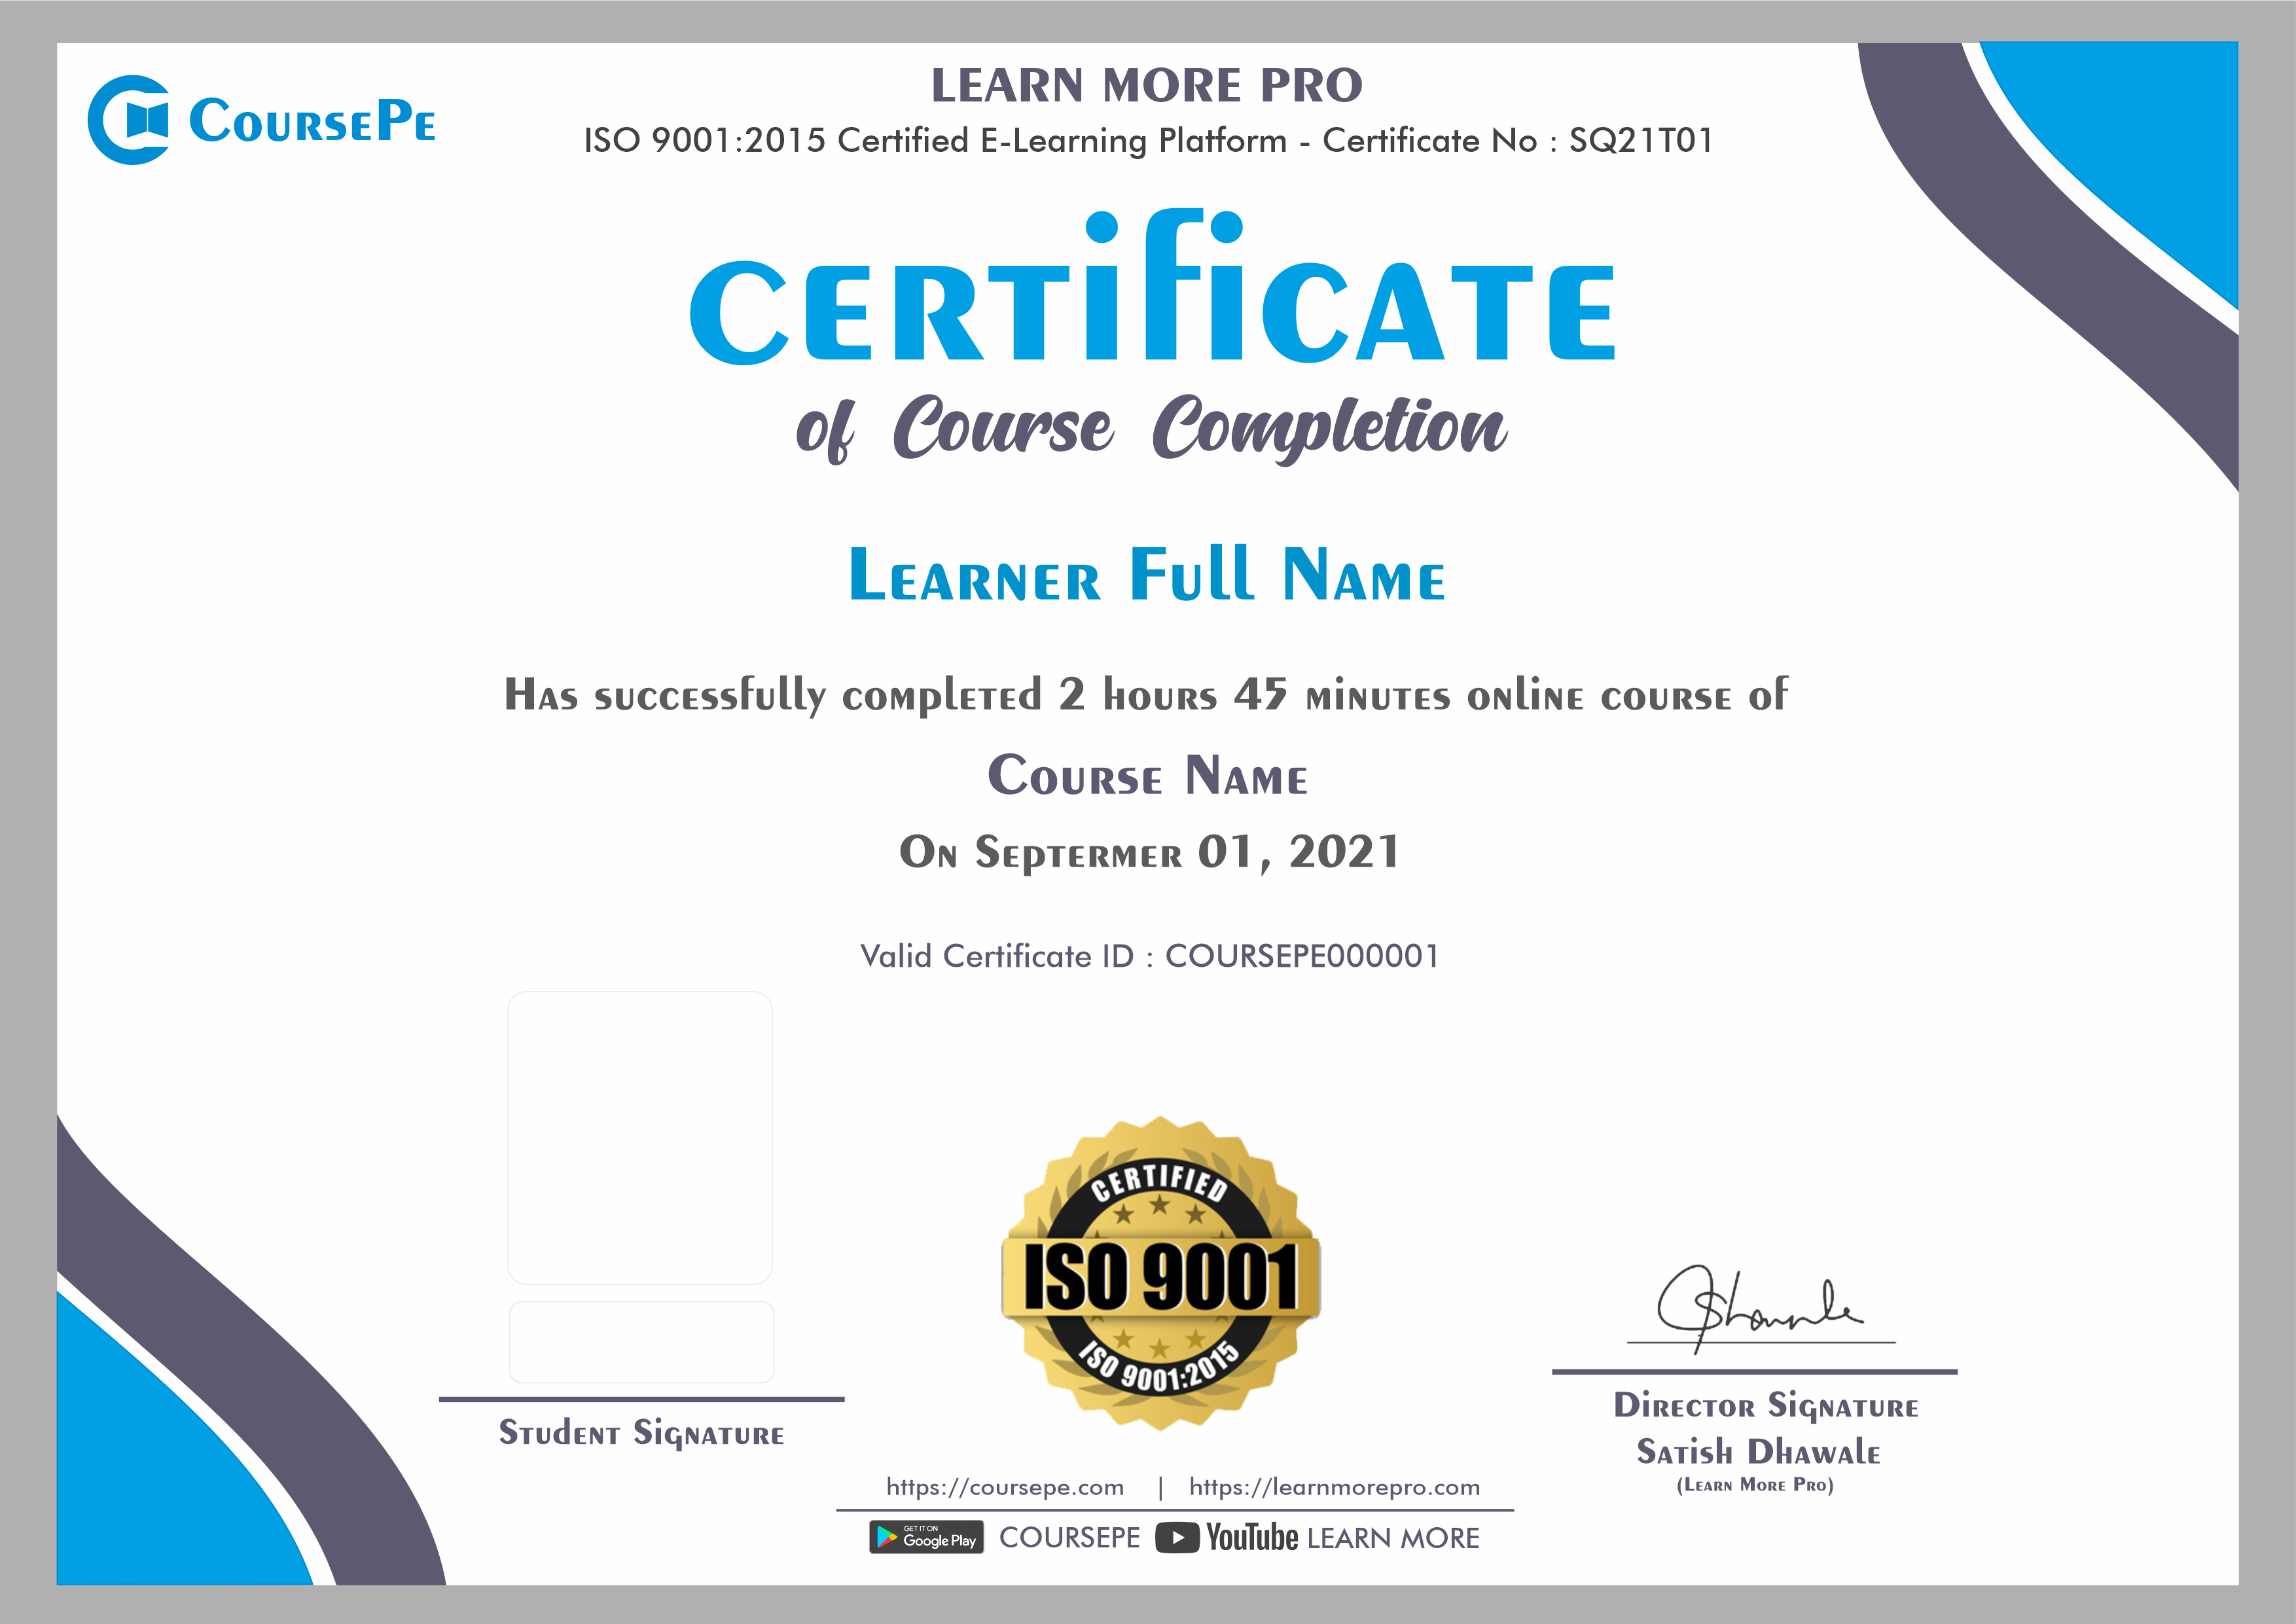 CoursePe
LEARN MORE PRO
ISO 9001:2015 Certified E-Learning Platform - Certificate No : SQ21T01
CERTIFICATE
of Course Completion
Learner Full Name
Has successfully completed 2 hours 45 minutes online course of
Course Name
On Septermer 01, 2021
Valid Certificate ID : COURSEPE000001
CERTIFIED
ISO 9001
ISO 9001:2015
Student Signature
Director Signature
Satish Dhawale
(Learn More Pro)
https://coursepe.com | https://learnmorepro.com
GET IT ON Google Play COURSEPE YouTube LEARN MORE